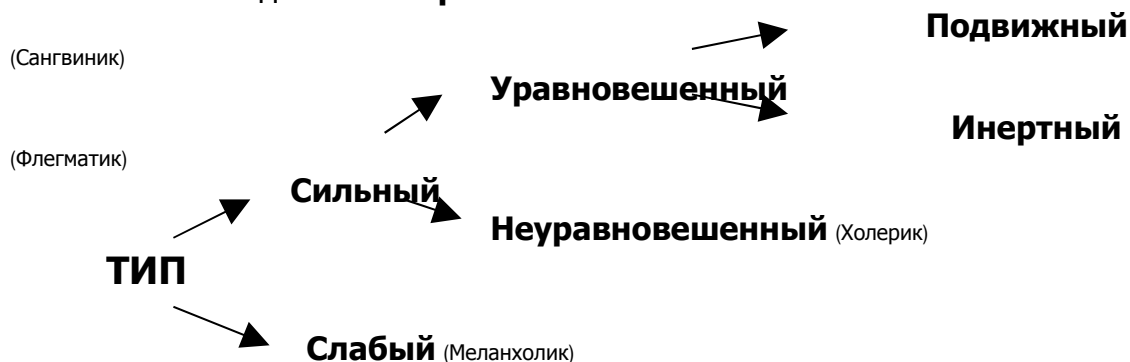 Подвижный
(Сангвиник)
Уравновешенный
Инертный
(Флегматик)
Сильный
Неуравновешенный (Холерик)
ТИП
Слабый (Меланхолик)